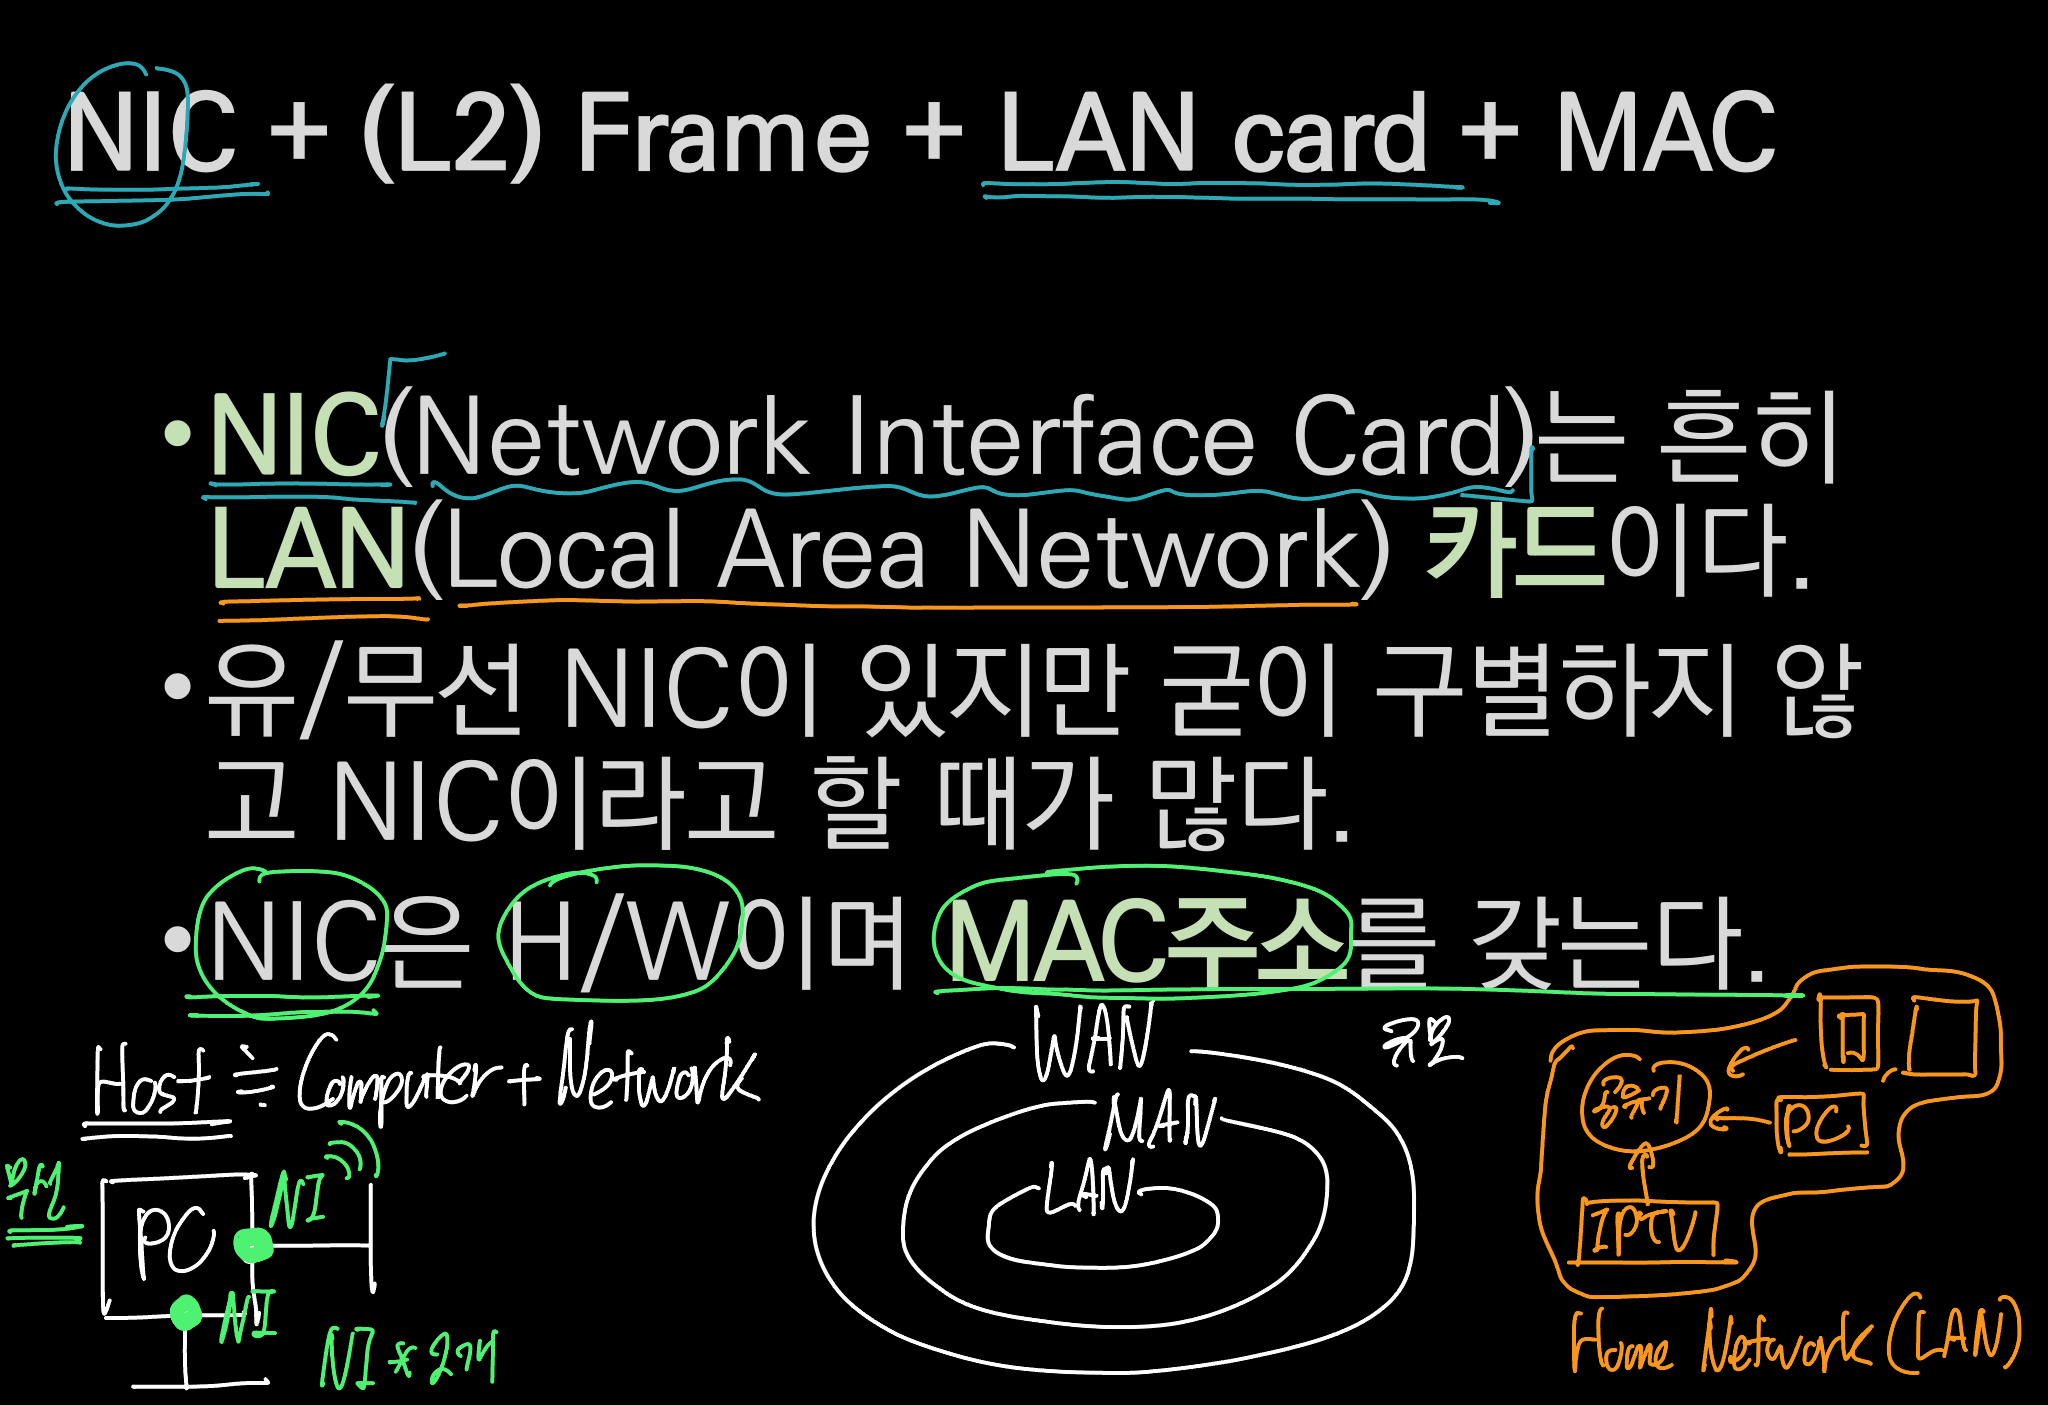 NIC + (L2) Frame + LAN card + MAC
•NIC(Network Interface Card)는 흔히
LAN(Local Area Network) 카드이다.
•유/무선 NIC이 있지만 굳이 구별하지 않
고 NIC이라고 할 때가 많다.
•NIC은 H/W이며 MAC주소를 갖는다.
Host ≒ Computer + Network
무선
PC
NI
NI
NI * 2개
WAN
MAN
LAN
규모
공유기
PC
IPTV
Home Network (LAN)